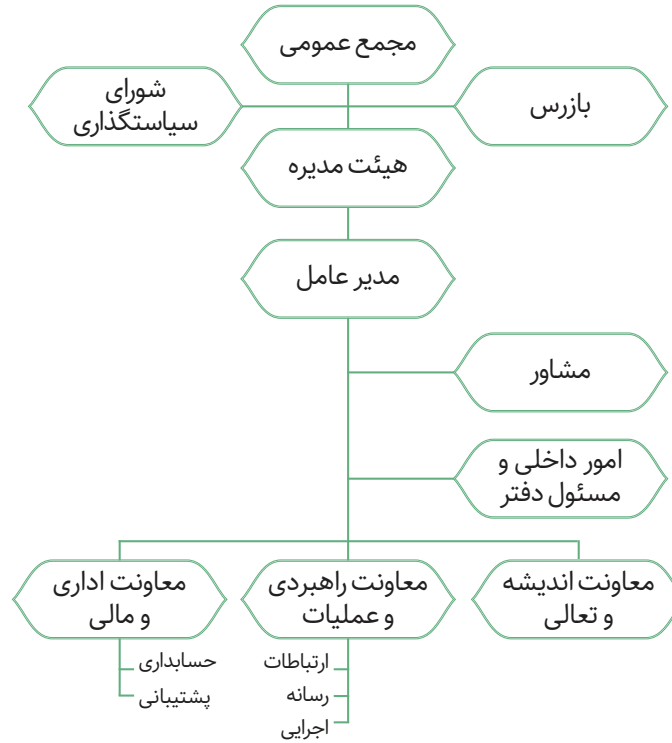 مجمع عمومی
بازرس
شورای
سیاستگذاری
هیئت مدیره
مدیر عامل
مشاور
امور داخلی و
مسئول دفتر
معاونت اندیشه
و تعالی
معاونت راهبردی
و عملیات
ارتباطات
رسانه
اجرایی
معاونت اداری
و مالی
حسابداری
پشتیبانی